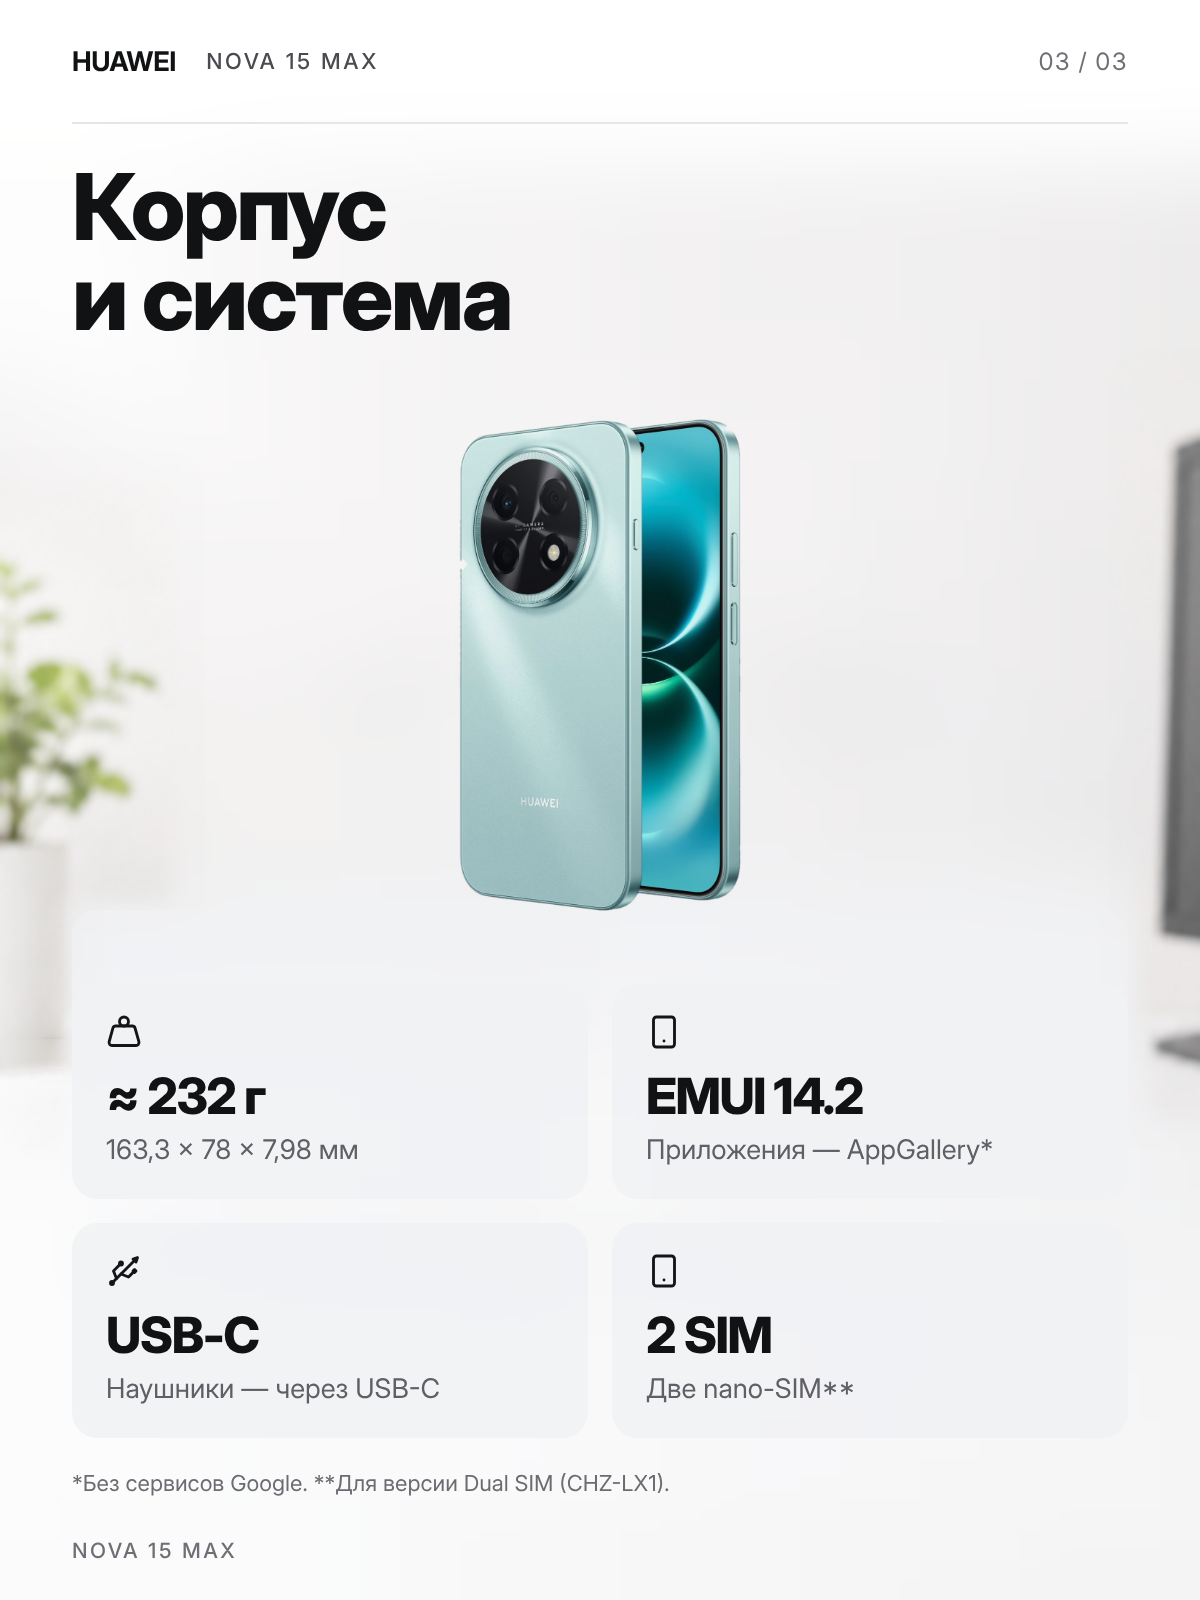 HUAWEI NOVA 15 MAX 03 / 03
Корпус
и система
HUAWEI
≈ 232 г
163,3 × 78 × 7,98 мм
EMUI 14.2
Приложения — AppGallery*
USB-C
Наушники — через USB-C
2 SIM
Две nano-SIM**
*Без сервисов Google. **Для версии Dual SIM (CHZ-LX1).
NOVA 15 MAX